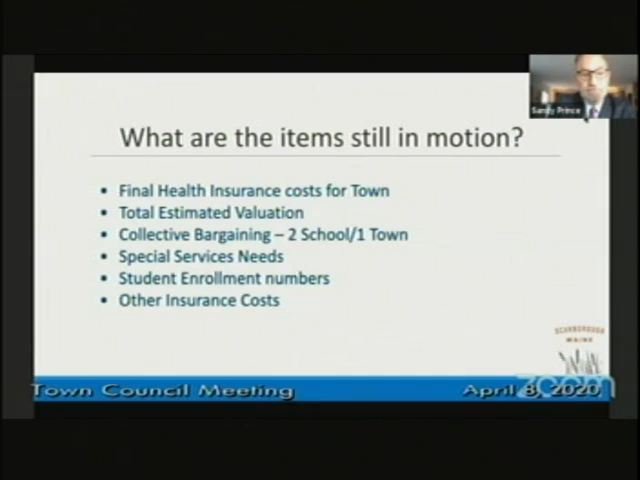 Sandy Prince
What are the items still in motion?
• Final Health Insurance costs for Town
• Total Estimated Valuation
• Collective Bargaining – 2 School/1 Town
• Special Services Needs
• Student Enrollment numbers
• Other Insurance Costs
SCARBOROUGH
MAINE
Town Council Meeting
April 8, 2020
zoom